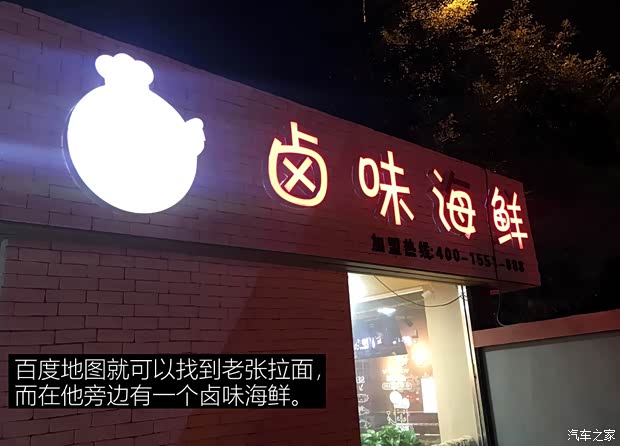 卤味海鲜
加盟热线:400-155
百度地图就可以找到老张拉面，
而在他旁边有一个卤味海鲜。
汽车之家